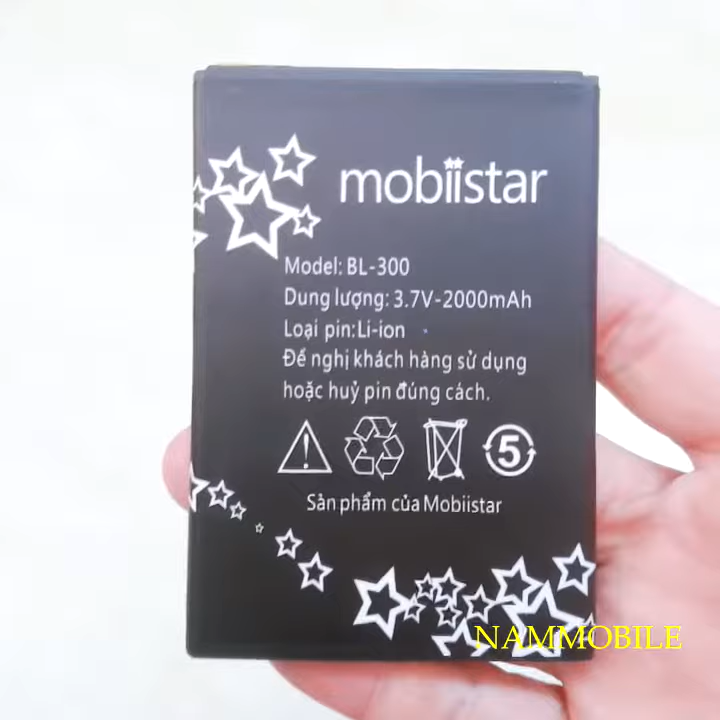 mobiistar
Model: BL-300
Dung lượng: 3.7V-2000mAh
Loại pin:Li-ion
Để nghị khách hàng sử dụng
hoặc huỷ pin đúng cách.
5
Sản phẩm của Mobiistar
NAMMOBILE